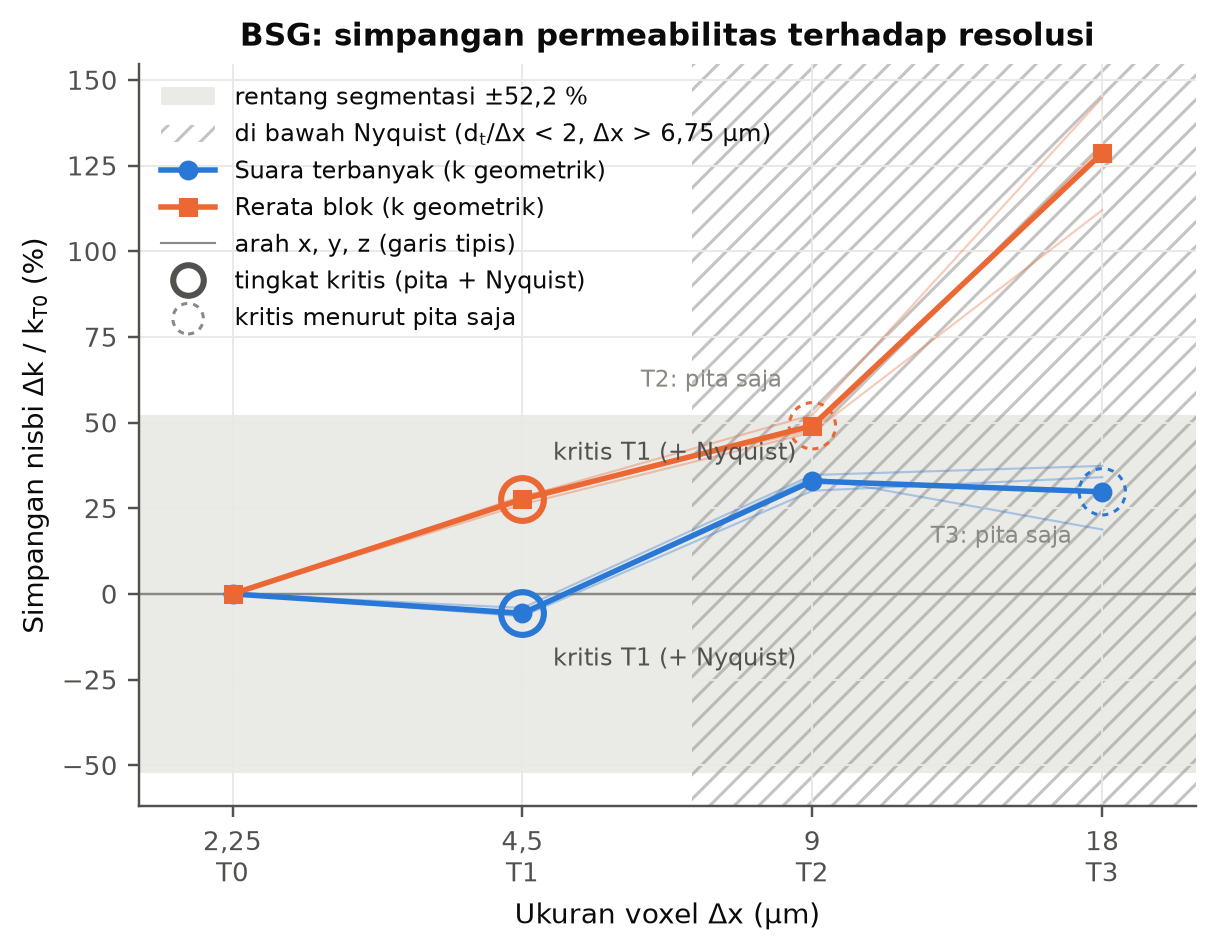 BSG: simpangan permeabilitas terhadap resolusi
Simpangan nisbi Δk / kT0 (%)
150
125
100
75
50
25
0
−25
−50
rentang segmentasi ±52,2 %
di bawah Nyquist (dt/Δx < 2, Δx > 6,75 µm)
Suara terbanyak (k geometrik)
Rerata blok (k geometrik)
arah x, y, z (garis tipis)
tingkat kritis (pita + Nyquist)
kritis menurut pita saja
T2: pita saja
kritis T1 (+ Nyquist)
T3: pita saja
kritis T1 (+ Nyquist)
2,25 4,5 9 18
T0 T1 T2 T3
Ukuran voxel Δx (µm)